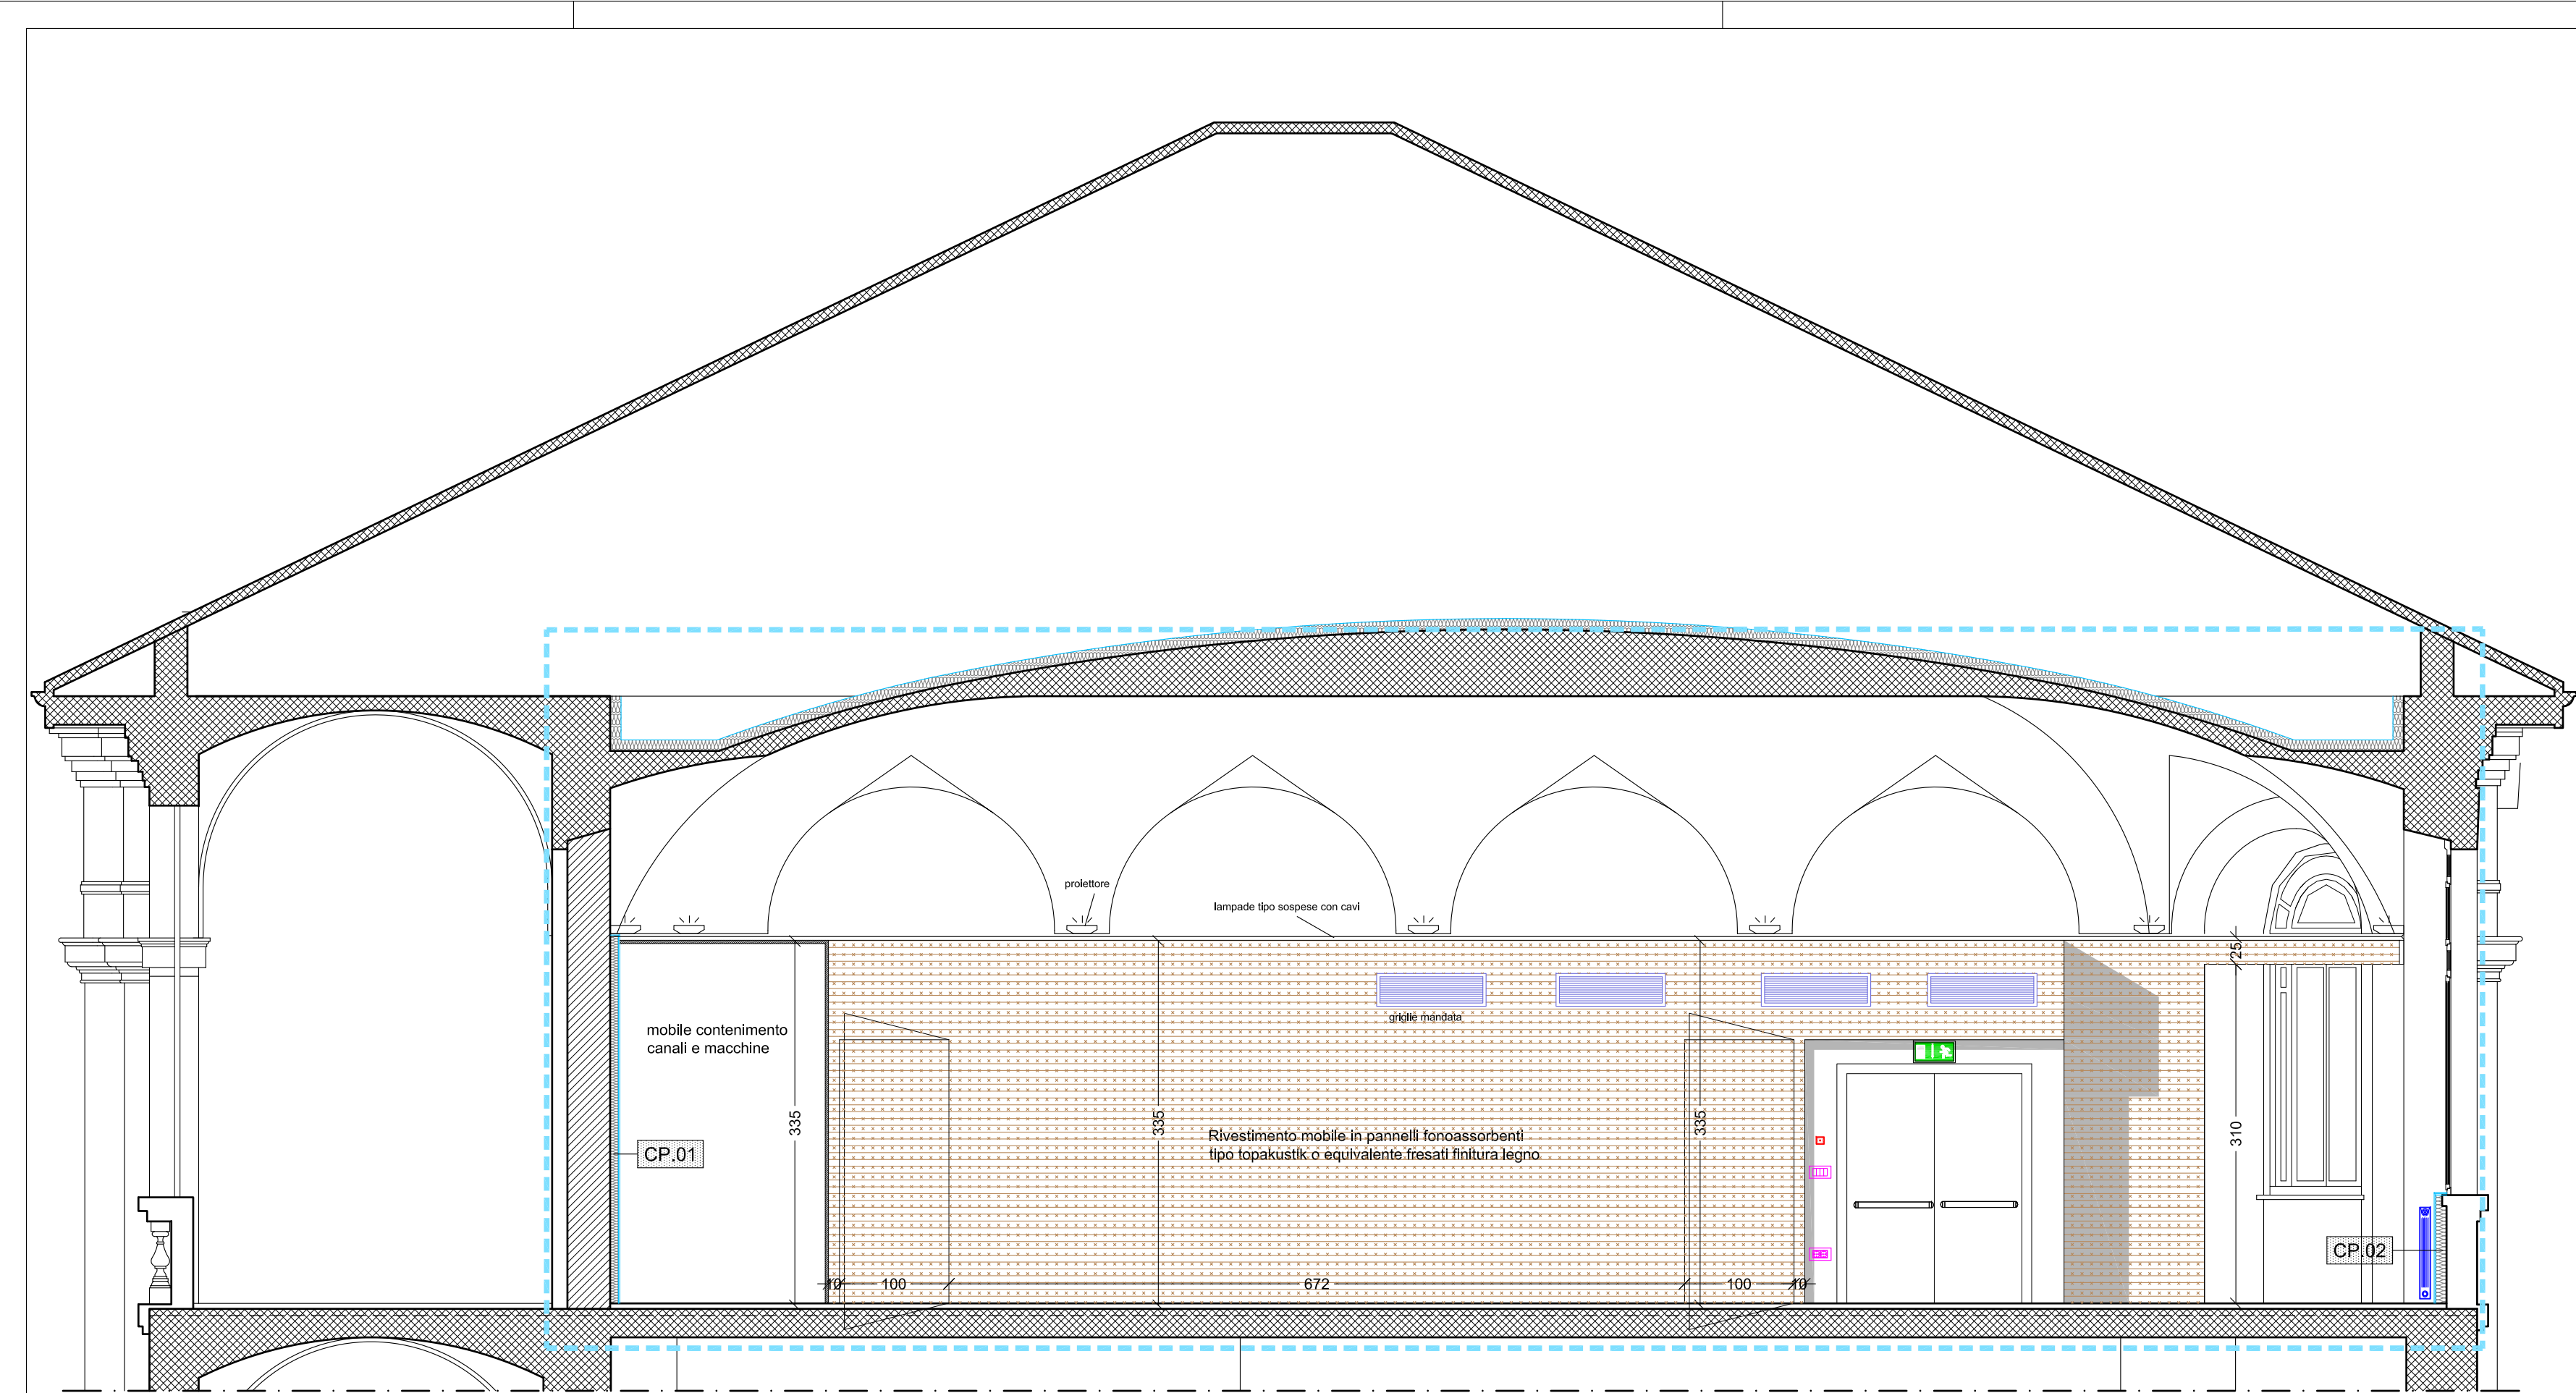 proiettore
lampade tipo sospese con cavi
25
griglie mandata
mobile contenimento
canali e macchine
335
335
335
310
Rivestimento mobile in pannelli fonoassorbenti
tipo topakustik o equivalente fresati finitura legno
CP.01
CP.02
10
100
672
100
10